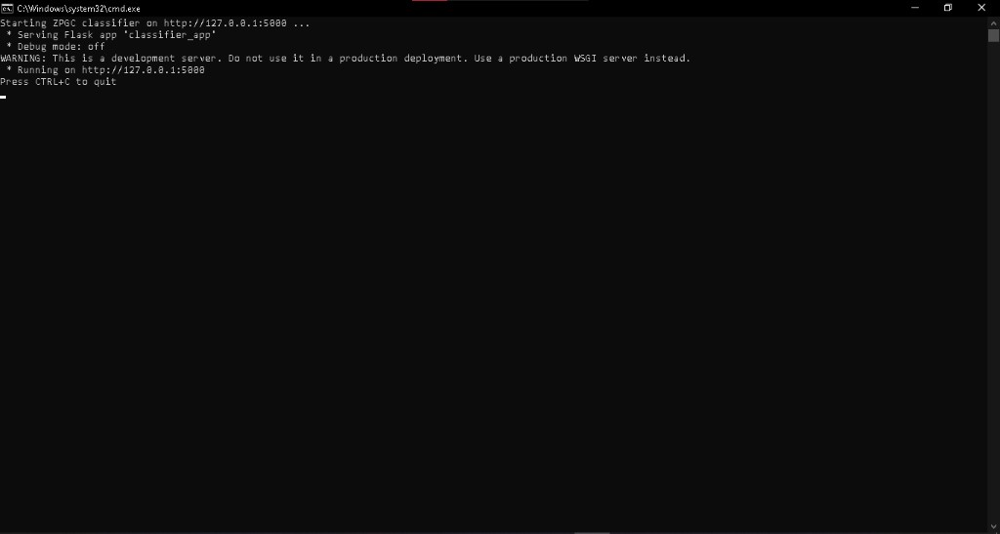 C:\Windows\system32\cmd.exe
Starting ZPGC classifier on http://127.0.0.1:5000 ...
 * Serving Flask app 'classifier_app'
 * Debug mode: off
WARNING: This is a development server. Do not use it in a production deployment. Use a production WSGI server instead.
 * Running on http://127.0.0.1:5000
Press CTRL+C to quit